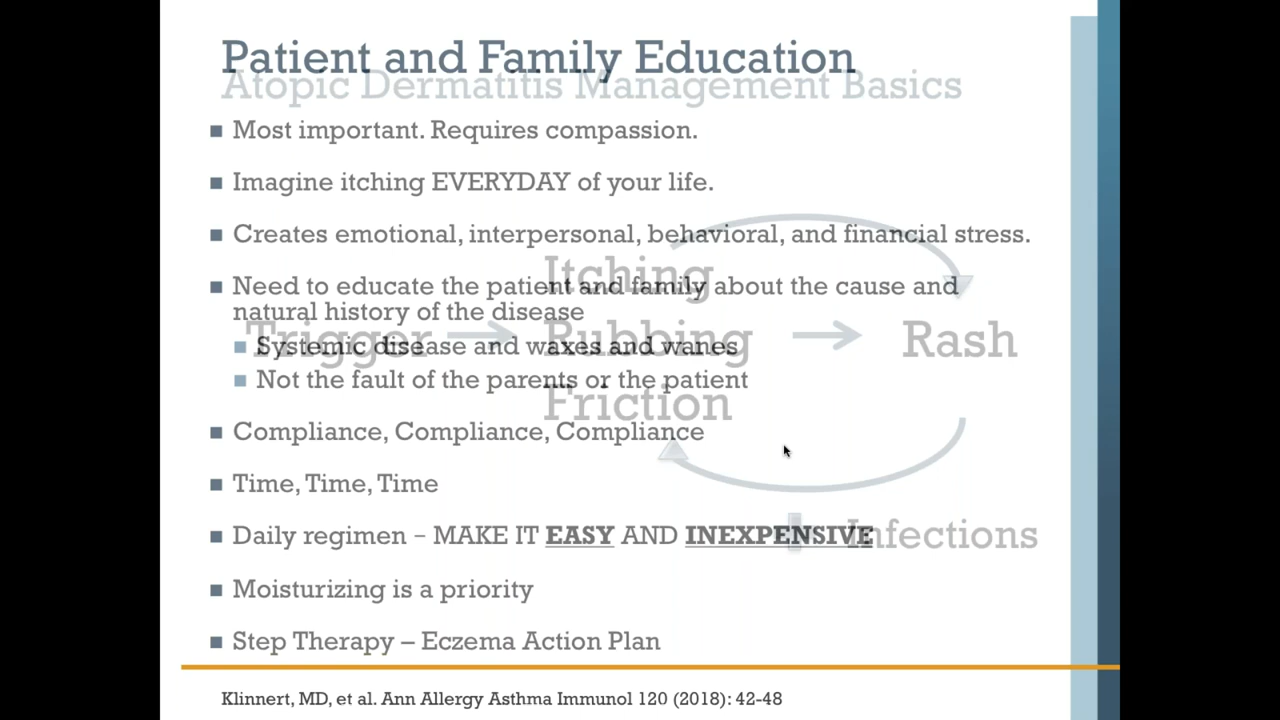 Patient and Family Education
Atopic Dermatitis Management Basics
Most important. Requires compassion.
Imagine itching EVERYDAY of your life.
Creates emotional, interpersonal, behavioral, and financial stress.
Need to educate the patient and family about the cause and
natural history of the disease
Systemic disease and waxes and wanes
Not the fault of the parents or the patient
Compliance, Compliance, Compliance
Time, Time, Time
Daily regimen – MAKE IT EASY AND INEXPENSIVE
Moisturizing is a priority
Step Therapy – Eczema Action Plan
Trigger
Itching
Rubbing
Friction
Rash
+ Infections
Klinnert, MD, et al. Ann Allergy Asthma Immunol 120 (2018): 42-48